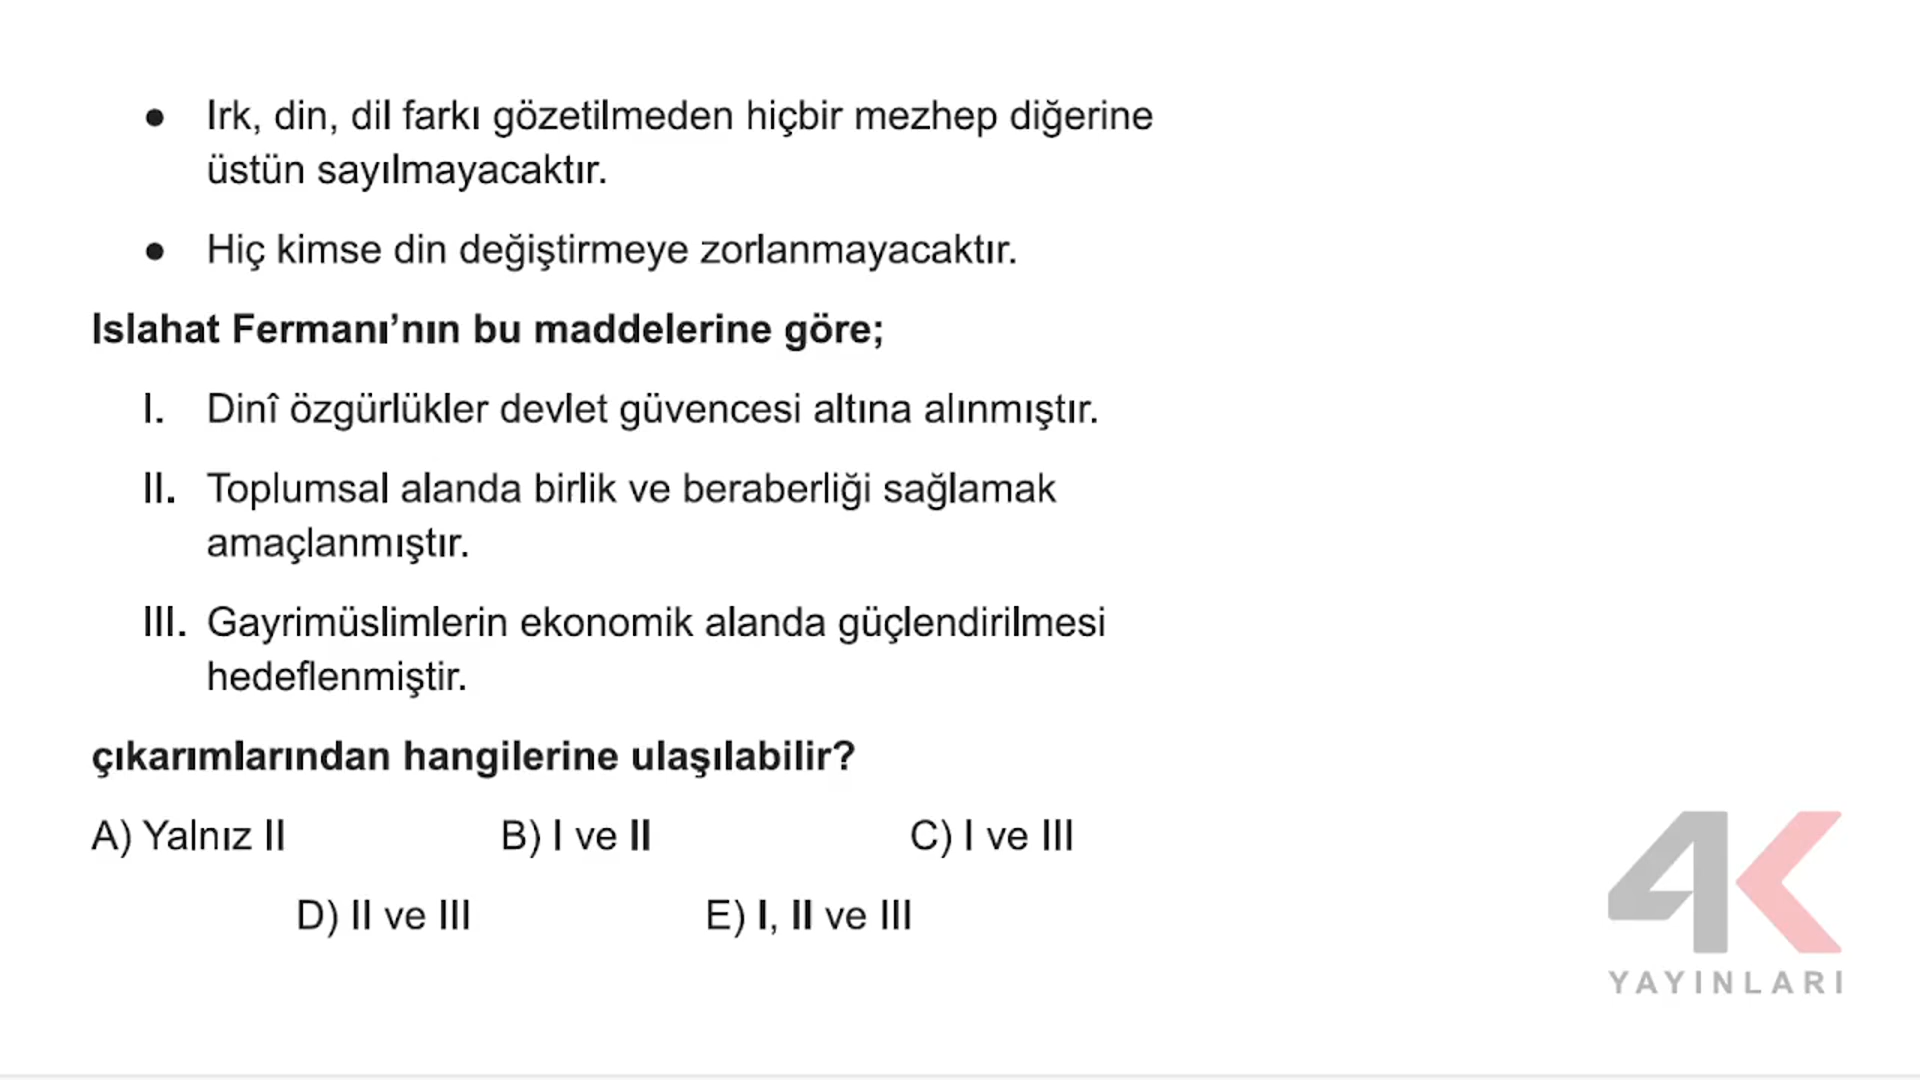 ● Irk, din, dil farkı gözetilmeden hiçbir mezhep diğerine
üstün sayılmayacaktır.
● Hiç kimse din değiştirmeye zorlanmayacaktır.
Islahat Fermanı’nın bu maddelerine göre;
I. Dinî özgürlükler devlet güvencesi altına alınmıştır.
II. Toplumsal alanda birlik ve beraberliği sağlamak
amaçlanmıştır.
III. Gayrimüslimlerin ekonomik alanda güçlendirilmesi
hedeflenmiştir.
çıkarımlarından hangilerine ulaşılabilir?
A) Yalnız II B) I ve II C) I ve III
D) II ve III E) I, II ve III
4K
YAYINLARI